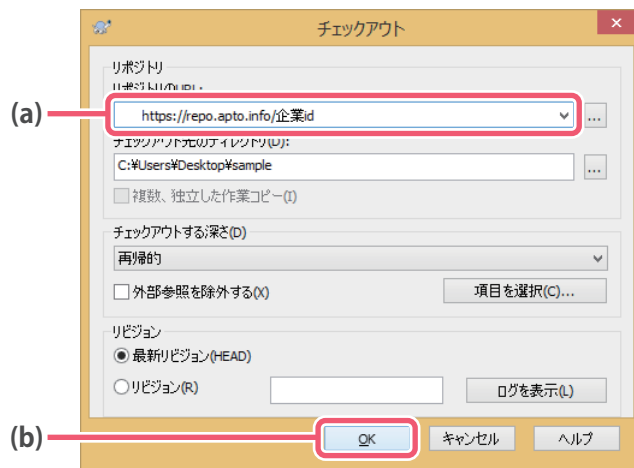 チェックアウト
リポジトリ
リポジトリのURL:
(a)
https://repo.apto.info/企業id
...
チェックアウト先のディレクトリ(D):
C:¥Users¥Desktop¥sample
...
複数、独立した作業コピー(I)
チェックアウトする深さ(D)
再帰的
外部参照を除外する(X)
項目を選択(C)...
リビジョン
最新リビジョン(HEAD)
リビジョン(R)
ログを表示(L)
(b)
OK
キャンセル
ヘルプ